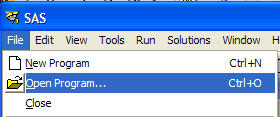 SAS
File Edit View Tools Run Solutions Window H
New Program Ctrl+N
Open Program... Ctrl+O
Close